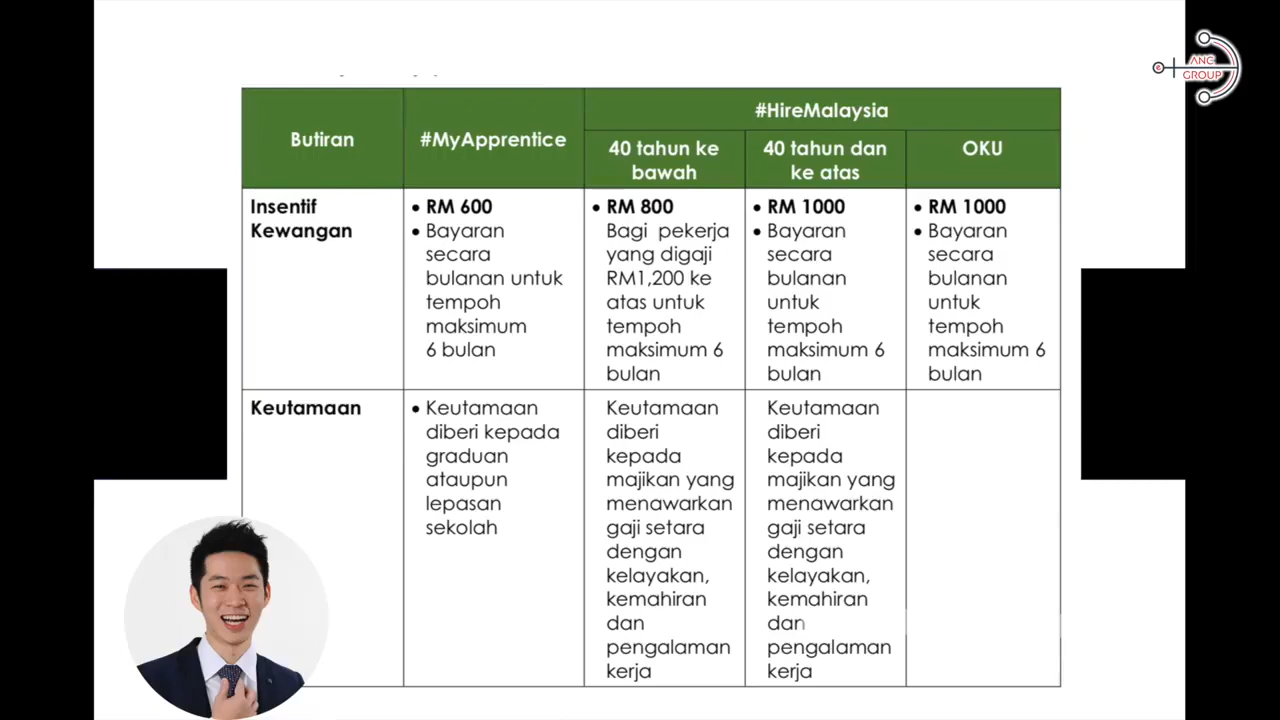 ANC
GROUP
Butiran
#MyApprentice
#HireMalaysia
40 tahun ke
bawah
40 tahun dan
ke atas
OKU
Insentif
Kewangan
• RM 600
• Bayaran
secara
bulanan untuk
tempoh
maksimum
6 bulan
• RM 800
Bagi pekerja
yang digaji
RM1,200 ke
atas untuk
tempoh
maksimum 6
bulan
• RM 1000
• Bayaran
secara
bulanan
untuk
tempoh
maksimum 6
bulan
• RM 1000
• Bayaran
secara
bulanan
untuk
tempoh
maksimum 6
bulan
Keutamaan
• Keutamaan
diberi kepada
graduan
ataupun
lepasan
sekolah
Keutamaan
diberi
kepada
majikan yang
menawarkan
gaji setara
dengan
kelayakan,
kemahiran
dan
pengalaman
kerja
Keutamaan
diberi
kepada
majikan yang
menawarkan
gaji setara
dengan
kelayakan,
kemahiran
dan
pengalaman
kerja